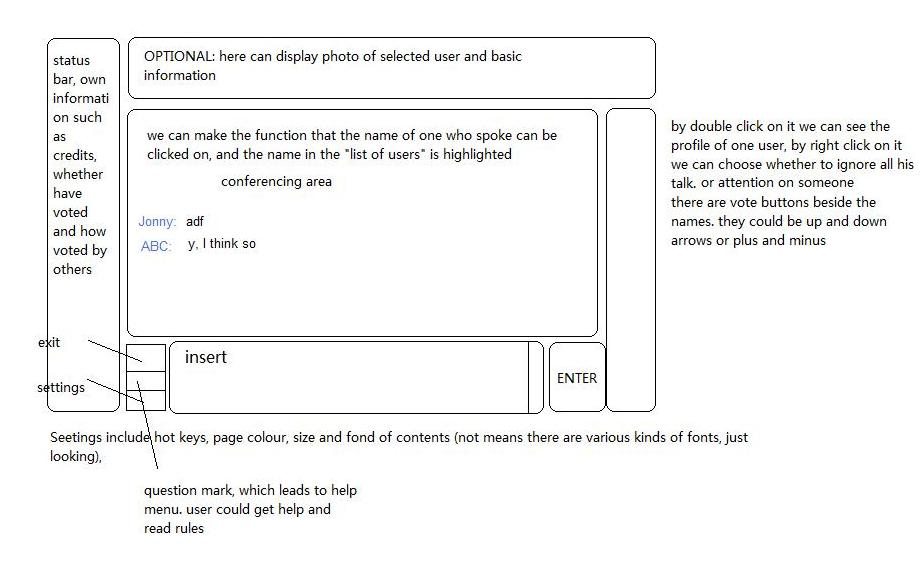 status
bar, own
informati
on such
as
credits,
whether
have
voted
and how
voted by
others
OPTIONAL: here can display photo of selected user and basic
information
we can make the function that the name of one who spoke can be
clicked on, and the name in the "list of users" is highlighted
conferencing area
Jonny: adf
ABC: y, I think so
by double click on it we can see the
profile of one user, by right click on it
we can choose whether to ignore all his
talk. or attention on someone
there are vote buttons beside the
names. they could be up and down
arrows or plus and minus
exit
settings
insert
ENTER
Seetings include hot keys, page colour, size and fond of contents (not means there are various kinds of fonts, just
looking),
question mark, which leads to help
menu. user could get help and
read rules